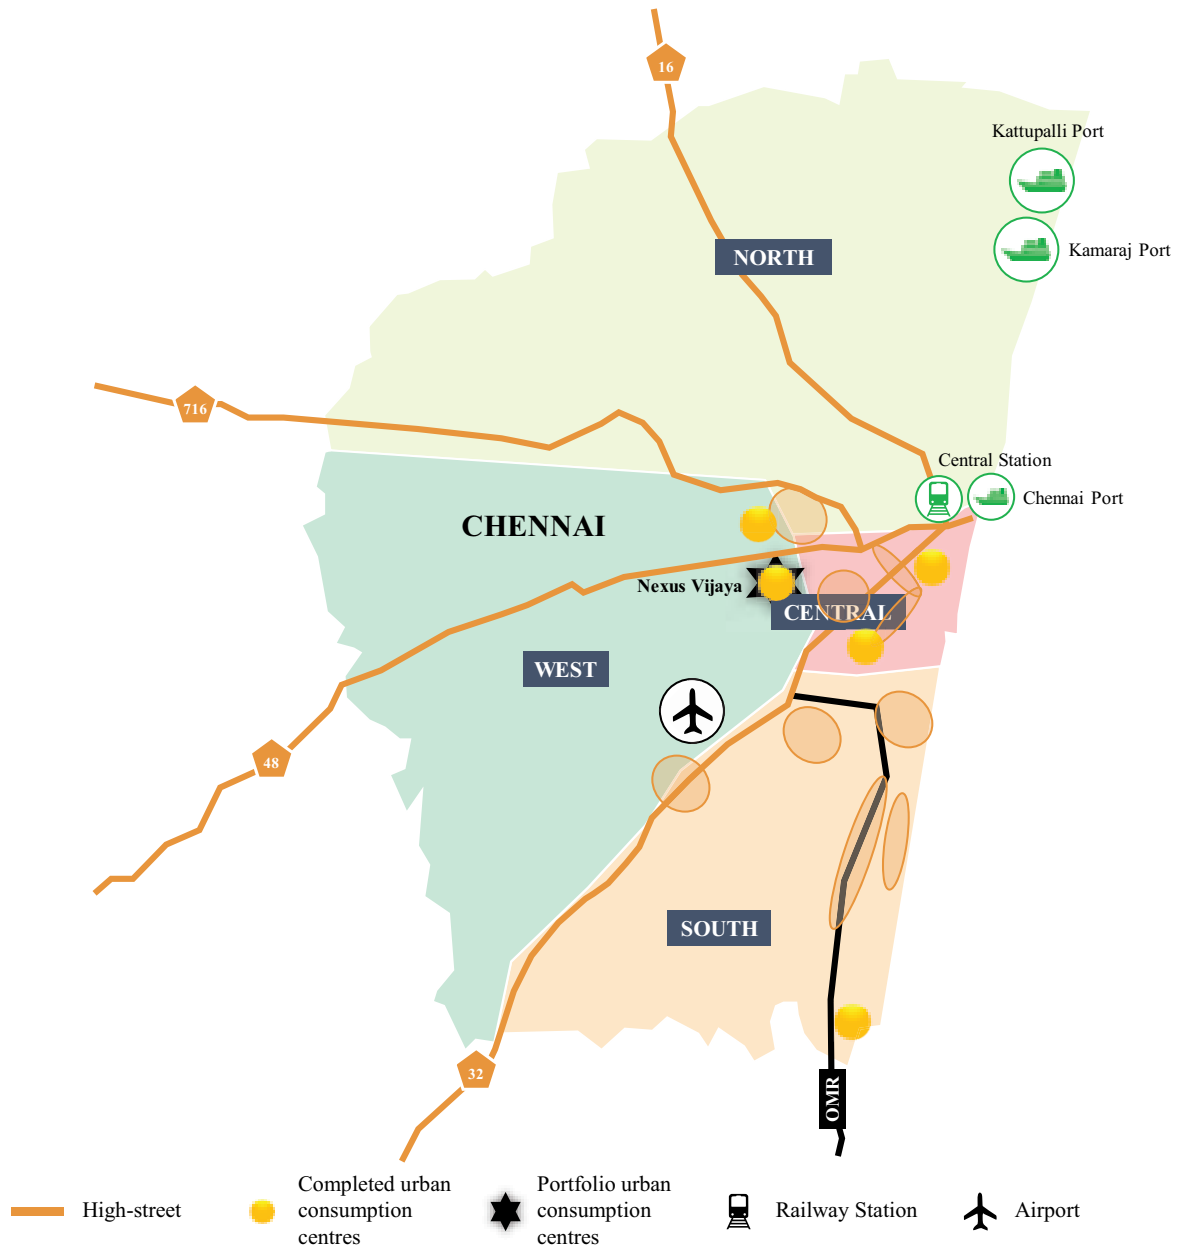 16
Kattupalli Port
NORTH
Kamaraj Port
716
Central Station
Chennai Port
CHENNAI
Nexus Vijaya
CENTRAL
WEST
48
SOUTH
32
OMR
High-street
Completed urban
consumption
centres
Portfolio urban
consumption
centres
Railway Station
Airport